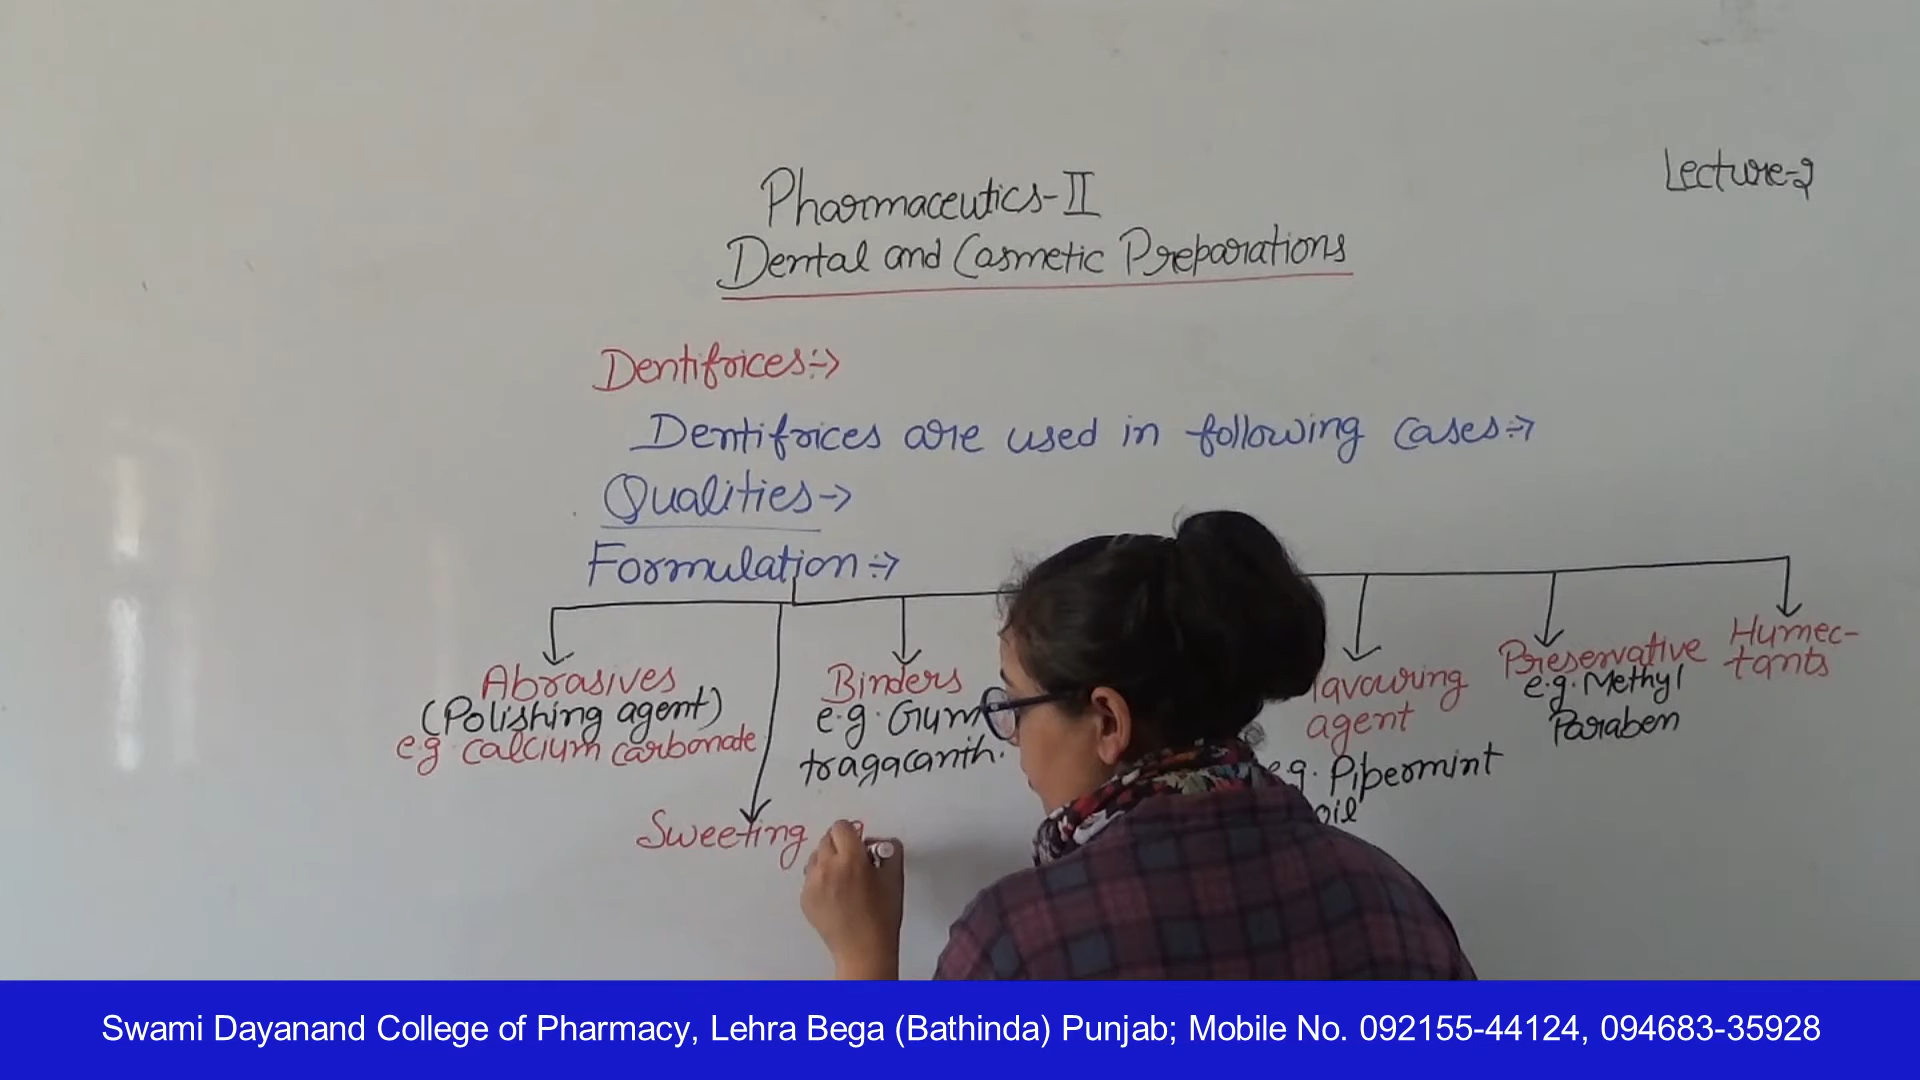 Lecture-2
Pharmaceutics-II
Dental and Cosmetic Preparations
Dentifrices:->
Dentifrices are used in following cases:->
Qualities->
Formulation:->
Abrasives
(Polishing agent)
e.g. calcium carbonate
Sweeting
Binders
e.g. Gum
tragacanth.
lavouring
agent
e.g. Pipermint
oil
Preservative
e.g. Methyl
Paraben
Humec-
tants
Swami Dayanand College of Pharmacy, Lehra Bega (Bathinda) Punjab; Mobile No. 092155-44124, 094683-35928